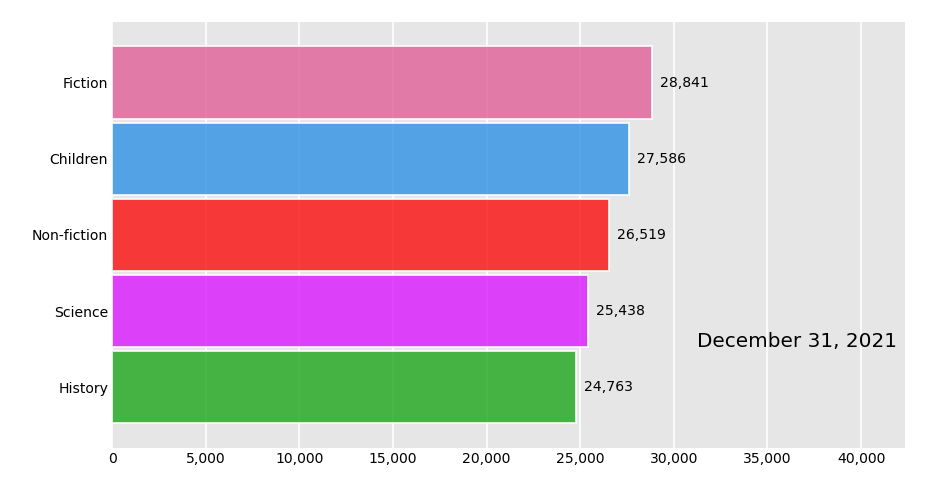 Fiction
28,841
Children
27,586
Non-fiction
26,519
Science
25,438
December 31, 2021
History
24,763
0
5,000
10,000
15,000
20,000
25,000
30,000
35,000
40,000